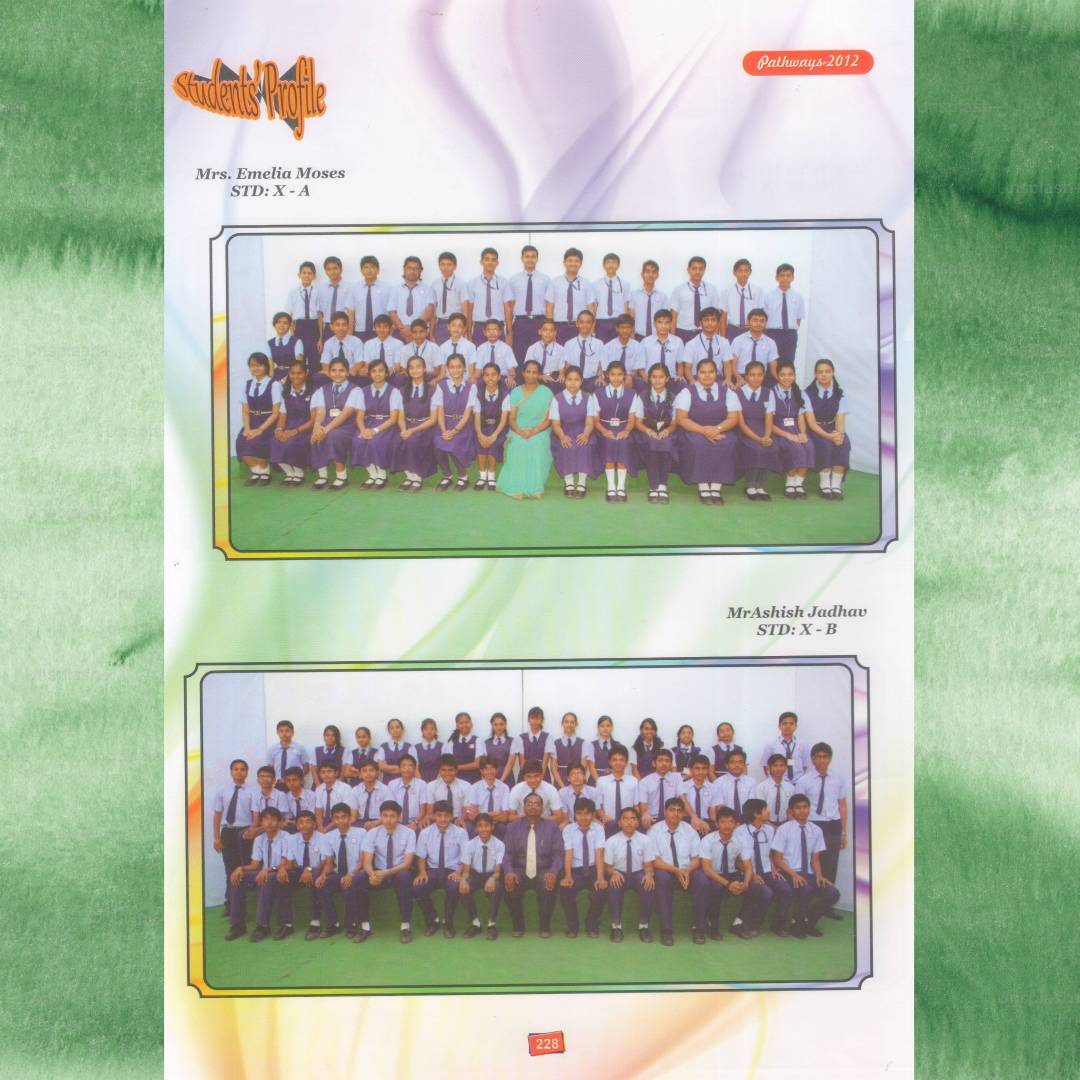 Students' Profile
Pathways-2012
Mrs. Emelia Moses
STD: X - A
MrAshish Jadhav
STD: X - B
228